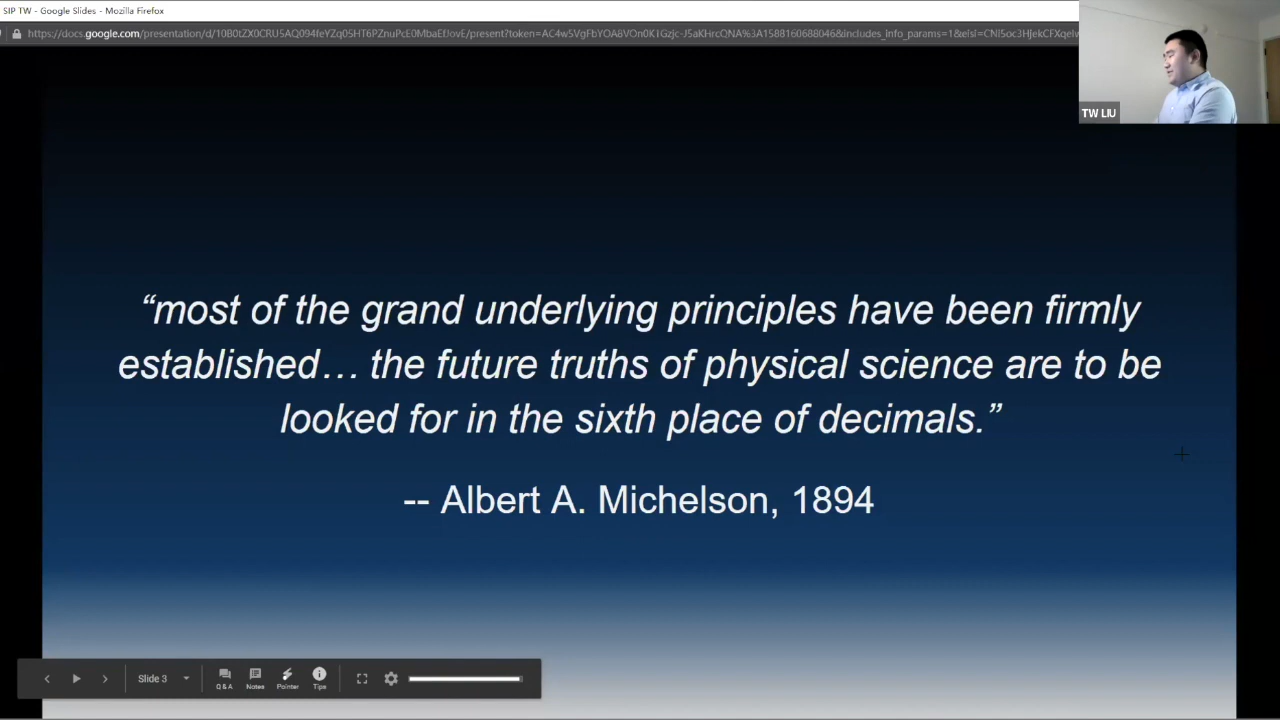 SIP TW - Google Slides - Mozilla Firefox
TW LIU
“most of the grand underlying principles have been firmly
established… the future truths of physical science are to be
looked for in the sixth place of decimals.”
-- Albert A. Michelson, 1894
Slide 3
Q & A Notes Pointer Tips